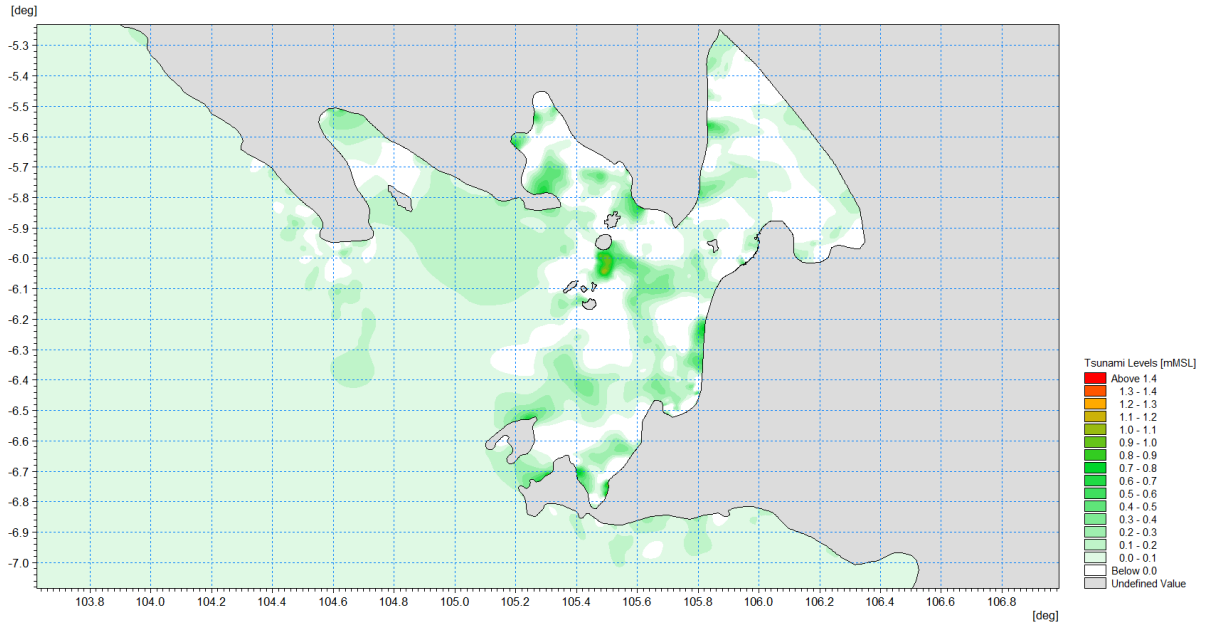 [deg]
-5.3
-5.4
-5.5
-5.6
-5.7
-5.8
-5.9
-6.0
-6.1
-6.2
-6.3
-6.4
-6.5
-6.6
-6.7
-6.8
-6.9
-7.0
103.8 104.0 104.2 104.4 104.6 104.8 105.0 105.2 105.4 105.6 105.8 106.0 106.2 106.4 106.6 106.8
[deg]
Tsunami Levels [mMSL]
Above 1.4
1.3 - 1.4
1.2 - 1.3
1.1 - 1.2
1.0 - 1.1
0.9 - 1.0
0.8 - 0.9
0.7 - 0.8
0.6 - 0.7
0.5 - 0.6
0.4 - 0.5
0.3 - 0.4
0.2 - 0.3
0.1 - 0.2
0.0 - 0.1
Below 0.0
Undefined Value